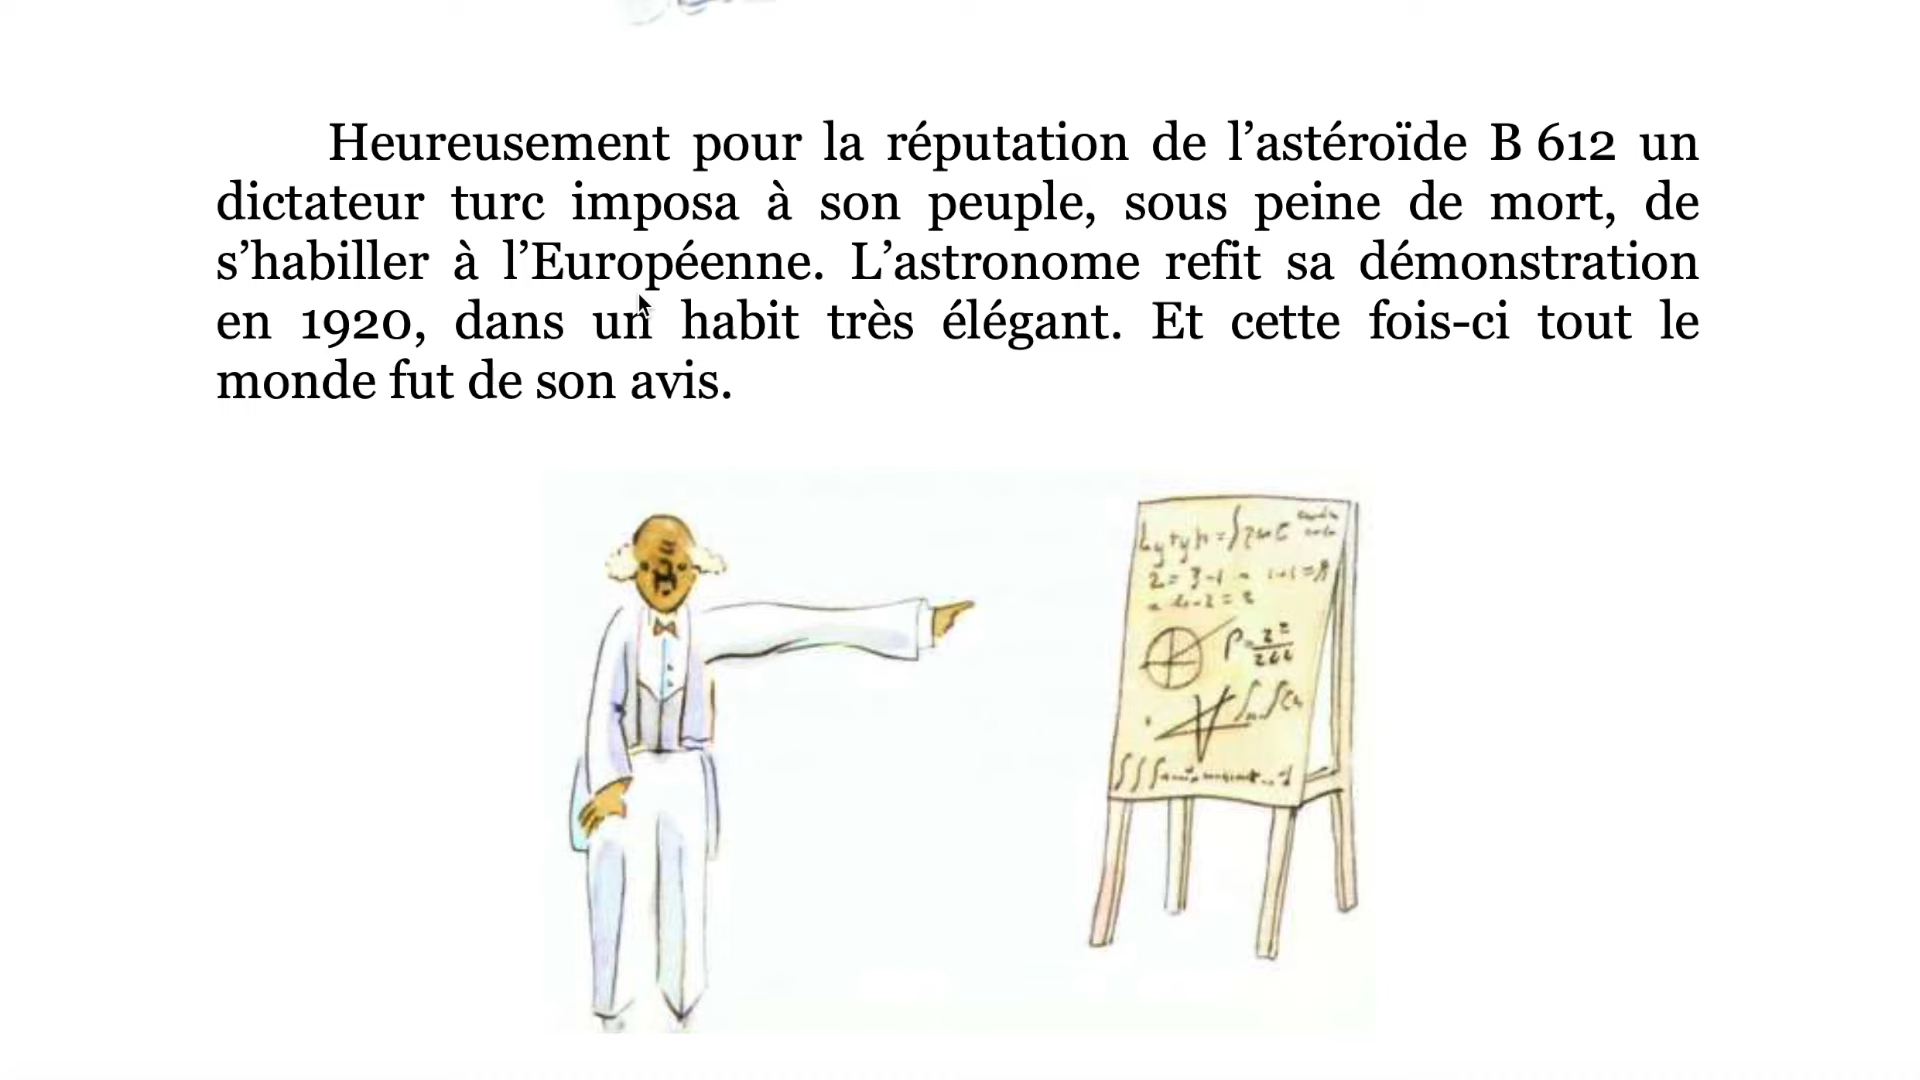 Heureusement pour la réputation de l’astéroïde B 612 un
dictateur turc imposa à son peuple, sous peine de mort, de
s’habiller à l’Européenne. L’astronome refit sa démonstration
en 1920, dans un habit très élégant. Et cette fois-ci tout le
monde fut de son avis.